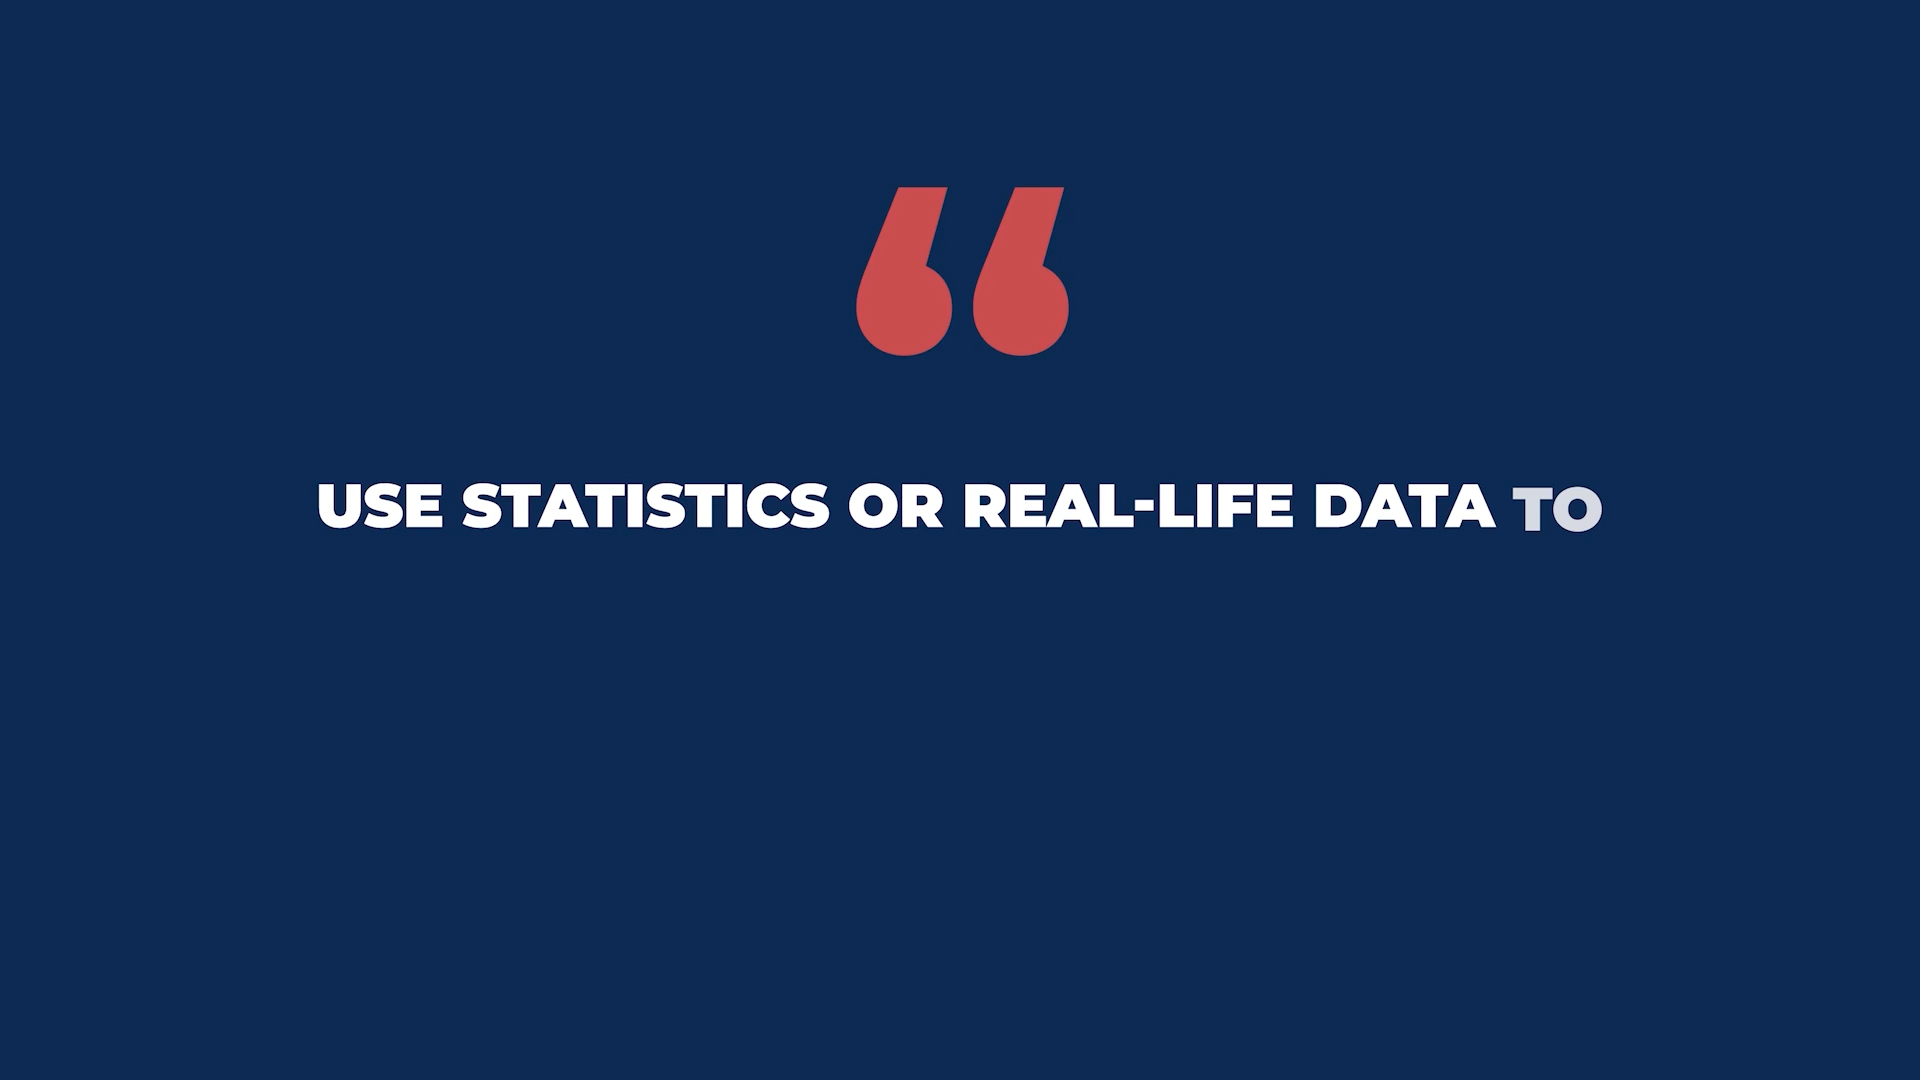 “
USE STATISTICS OR REAL-LIFE DATA TO